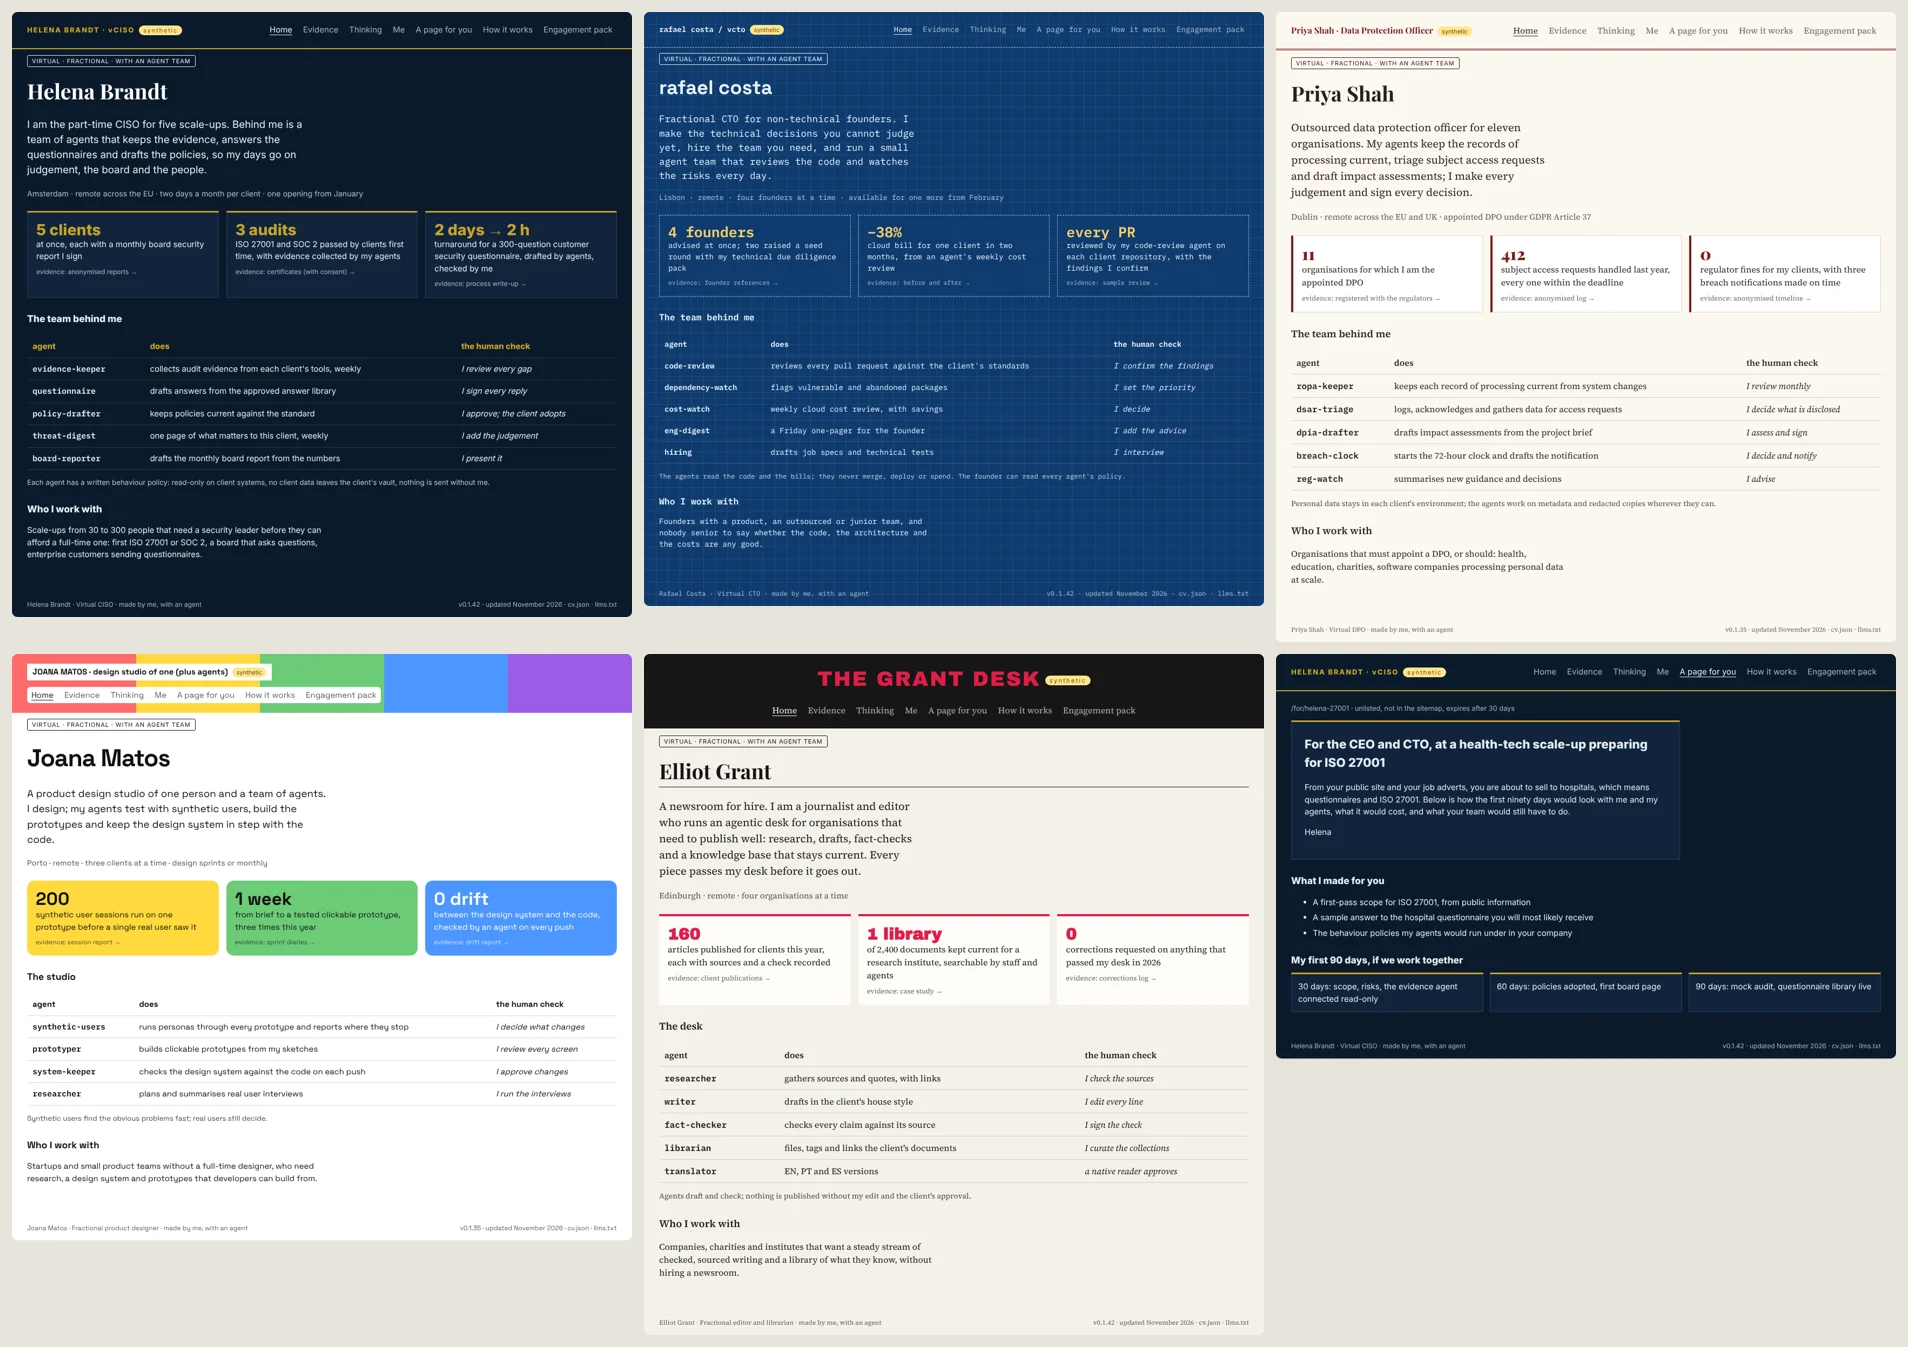 HELENA BRANDT · vCISO synthetic
Home Evidence Thinking Me A page for you How it works Engagement pack
VIRTUAL · FRACTIONAL · WITH AN AGENT TEAM
Helena Brandt
I am the part-time CISO for five scale-ups. Behind me is a
team of agents that keeps the evidence, answers the
questionnaires and drafts the policies, so my days go on
judgement, the board and the people.
Amsterdam · remote across the EU · two days a month per client · one opening from January
5 clients
at once, each with a monthly board security
report I sign
evidence: anonymised reports →
3 audits
ISO 27001 and SOC 2 passed by clients first
time, with evidence collected by my agents
evidence: certificates (with consent) →
2 days → 2 h
turnaround for a 300-question customer
security questionnaire, drafted by agents,
checked by me
evidence: process write-up →
The team behind me
agent does the human check
evidence-keeper collects audit evidence from each client's tools, weekly I review every gap
questionnaire drafts answers from the approved answer library I sign every reply
policy-drafter keeps policies current against the standard I approve; the client adopts
threat-digest one page of what matters to this client, weekly I add the judgement
board-reporter drafts the monthly board report from the numbers I present it
Each agent has a written behaviour policy: read-only on client systems, no client data leaves the client's vault, nothing is sent without me.
Who I work with
Scale-ups from 30 to 300 people that need a security leader before they can
afford a full-time one: first ISO 27001 or SOC 2, a board that asks questions,
enterprise customers sending questionnaires.
Helena Brandt · Virtual CISO · made by me, with an agent v0.1.42 · updated November 2026 · cv.json · llms.txt
rafael costa / vcto synthetic
Home Evidence Thinking Me A page for you How it works Engagement pack
VIRTUAL · FRACTIONAL · WITH AN AGENT TEAM
rafael costa
Fractional CTO for non-technical founders. I
make the technical decisions you cannot judge
yet, hire the team you need, and run a small
agent team that reviews the code and watches
the risks every day.
Lisbon · remote · four founders at a time · available for one more from February
4 founders
advised at once; two raised a seed
round with my technical due diligence
pack
evidence: founder references →
−38%
cloud bill for one client in two
months, from an agent's weekly cost
review
evidence: before and after →
every PR
reviewed by my code-review agent on
each client repository, with the
findings I confirm
evidence: sample review →
The team behind me
agent does the human check
code-review reviews every pull request against the client's standards I confirm the findings
dependency-watch flags vulnerable and abandoned packages I set the priority
cost-watch weekly cloud cost review, with savings I decide
eng-digest a Friday one-pager for the founder I add the advice
hiring drafts job specs and technical tests I interview
The agents read the code and the bills; they never merge, deploy or spend. The founder can read every agent's policy.
Who I work with
Founders with a product, an outsourced or junior team, and
nobody senior to say whether the code, the architecture and
the costs are any good.
Rafael Costa · Virtual CTO · made by me, with an agent v0.1.42 · updated November 2026 · cv.json · llms.txt
Priya Shah · Data Protection Officer synthetic
Home Evidence Thinking Me A page for you How it works Engagement pack
VIRTUAL · FRACTIONAL · WITH AN AGENT TEAM
Priya Shah
Outsourced data protection officer for eleven
organisations. My agents keep the records of
processing current, triage subject access requests
and draft impact assessments; I make every
judgement and sign every decision.
Dublin · remote across the EU and UK · appointed DPO under GDPR Article 37
11
organisations for which I am the
appointed DPO
evidence: registered with the regulators →
412
subject access requests handled last year,
every one within the deadline
evidence: anonymised log →
0
regulator fines for my clients, with three
breach notifications made on time
evidence: anonymised timeline →
The team behind me
agent does the human check
ropa-keeper keeps each record of processing current from system changes I review monthly
dsar-triage logs, acknowledges and gathers data for access requests I decide what is disclosed
dpia-drafter drafts impact assessments from the project brief I assess and sign
breach-clock starts the 72-hour clock and drafts the notification I decide and notify
reg-watch summarises new guidance and decisions I advise
Personal data stays in each client's environment; the agents work on metadata and redacted copies wherever they can.
Who I work with
Organisations that must appoint a DPO, or should: health,
education, charities, software companies processing personal data
at scale.
Priya Shah · Virtual DPO · made by me, with an agent v0.1.35 · updated November 2026 · cv.json · llms.txt
JOANA MATOS · design studio of one (plus agents) synthetic
Home Evidence Thinking Me A page for you How it works Engagement pack
VIRTUAL · FRACTIONAL · WITH AN AGENT TEAM
Joana Matos
A product design studio of one person and a team of agents.
I design; my agents test with synthetic users, build the
prototypes and keep the design system in step with the
code.
Porto · remote · three clients at a time · design sprints or monthly
200
synthetic user sessions run on one
prototype before a single real user saw it
evidence: session report →
1 week
from brief to a tested clickable prototype,
three times this year
evidence: sprint diaries →
0 drift
between the design system and the code,
checked by an agent on every push
evidence: drift report →
The studio
agent does the human check
synthetic-users runs personas through every prototype and reports where they stop I decide what changes
prototyper builds clickable prototypes from my sketches I review every screen
system-keeper checks the design system against the code on each push I approve changes
researcher plans and summarises real user interviews I run the interviews
Synthetic users find the obvious problems fast; real users still decide.
Who I work with
Startups and small product teams without a full-time designer, who need
research, a design system and prototypes that developers can build from.
Joana Matos · Fractional product designer · made by me, with an agent v0.1.35 · updated November 2026 · cv.json · llms.txt
THE GRANT DESK synthetic
Home Evidence Thinking Me A page for you How it works Engagement pack
VIRTUAL · FRACTIONAL · WITH AN AGENT TEAM
Elliot Grant
A newsroom for hire. I am a journalist and editor
who runs an agentic desk for organisations that
need to publish well: research, drafts, fact-checks
and a knowledge base that stays current. Every
piece passes my desk before it goes out.
Edinburgh · remote · four organisations at a time
160
articles published for clients this year,
each with sources and a check recorded
evidence: client publications →
1 library
of 2,400 documents kept current for a
research institute, searchable by staff and
agents
evidence: case study →
0
corrections requested on anything that
passed my desk in 2026
evidence: corrections log →
The desk
agent does the human check
researcher gathers sources and quotes, with links I check the sources
writer drafts in the client's house style I edit every line
fact-checker checks every claim against its source I sign the check
librarian files, tags and links the client's documents I curate the collections
translator EN, PT and ES versions a native reader approves
Agents draft and check; nothing is published without my edit and the client's approval.
Who I work with
Companies, charities and institutes that want a steady stream of
checked, sourced writing and a library of what they know, without
hiring a newsroom.
Elliot Grant · Fractional editor and librarian · made by me, with an agent v0.1.42 · updated November 2026 · cv.json · llms.txt
HELENA BRANDT · vCISO synthetic
Home Evidence Thinking Me A page for you How it works Engagement pack
/for/helena-27001 · unlisted, not in the sitemap, expires after 30 days
For the CEO and CTO, at a health-tech scale-up preparing
for ISO 27001
From your public site and your job adverts, you are about to sell to hospitals, which means
questionnaires and ISO 27001. Below is how the first ninety days would look with me and my
agents, what it would cost, and what your team would still have to do.
Helena
What I made for you
• A first-pass scope for ISO 27001, from public information
• A sample answer to the hospital questionnaire you will most likely receive
• The behaviour policies my agents would run under in your company
My first 90 days, if we work together
30 days: scope, risks, the evidence agent
connected read-only
60 days: policies adopted, first board page
90 days: mock audit, questionnaire library live
Helena Brandt · Virtual CISO · made by me, with an agent v0.1.42 · updated November 2026 · cv.json · llms.txt